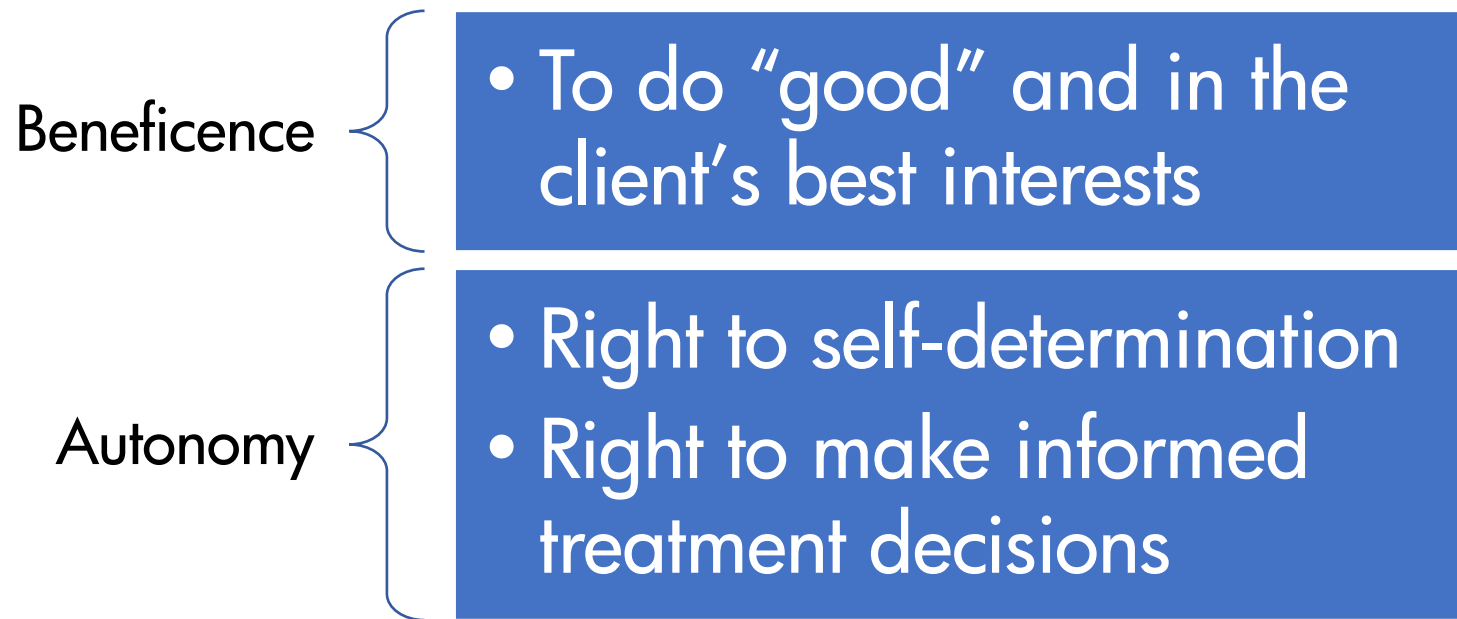 Beneficence
• To do “good” and in the
client’s best interests
Autonomy
• Right to self-determination
• Right to make informed
treatment decisions